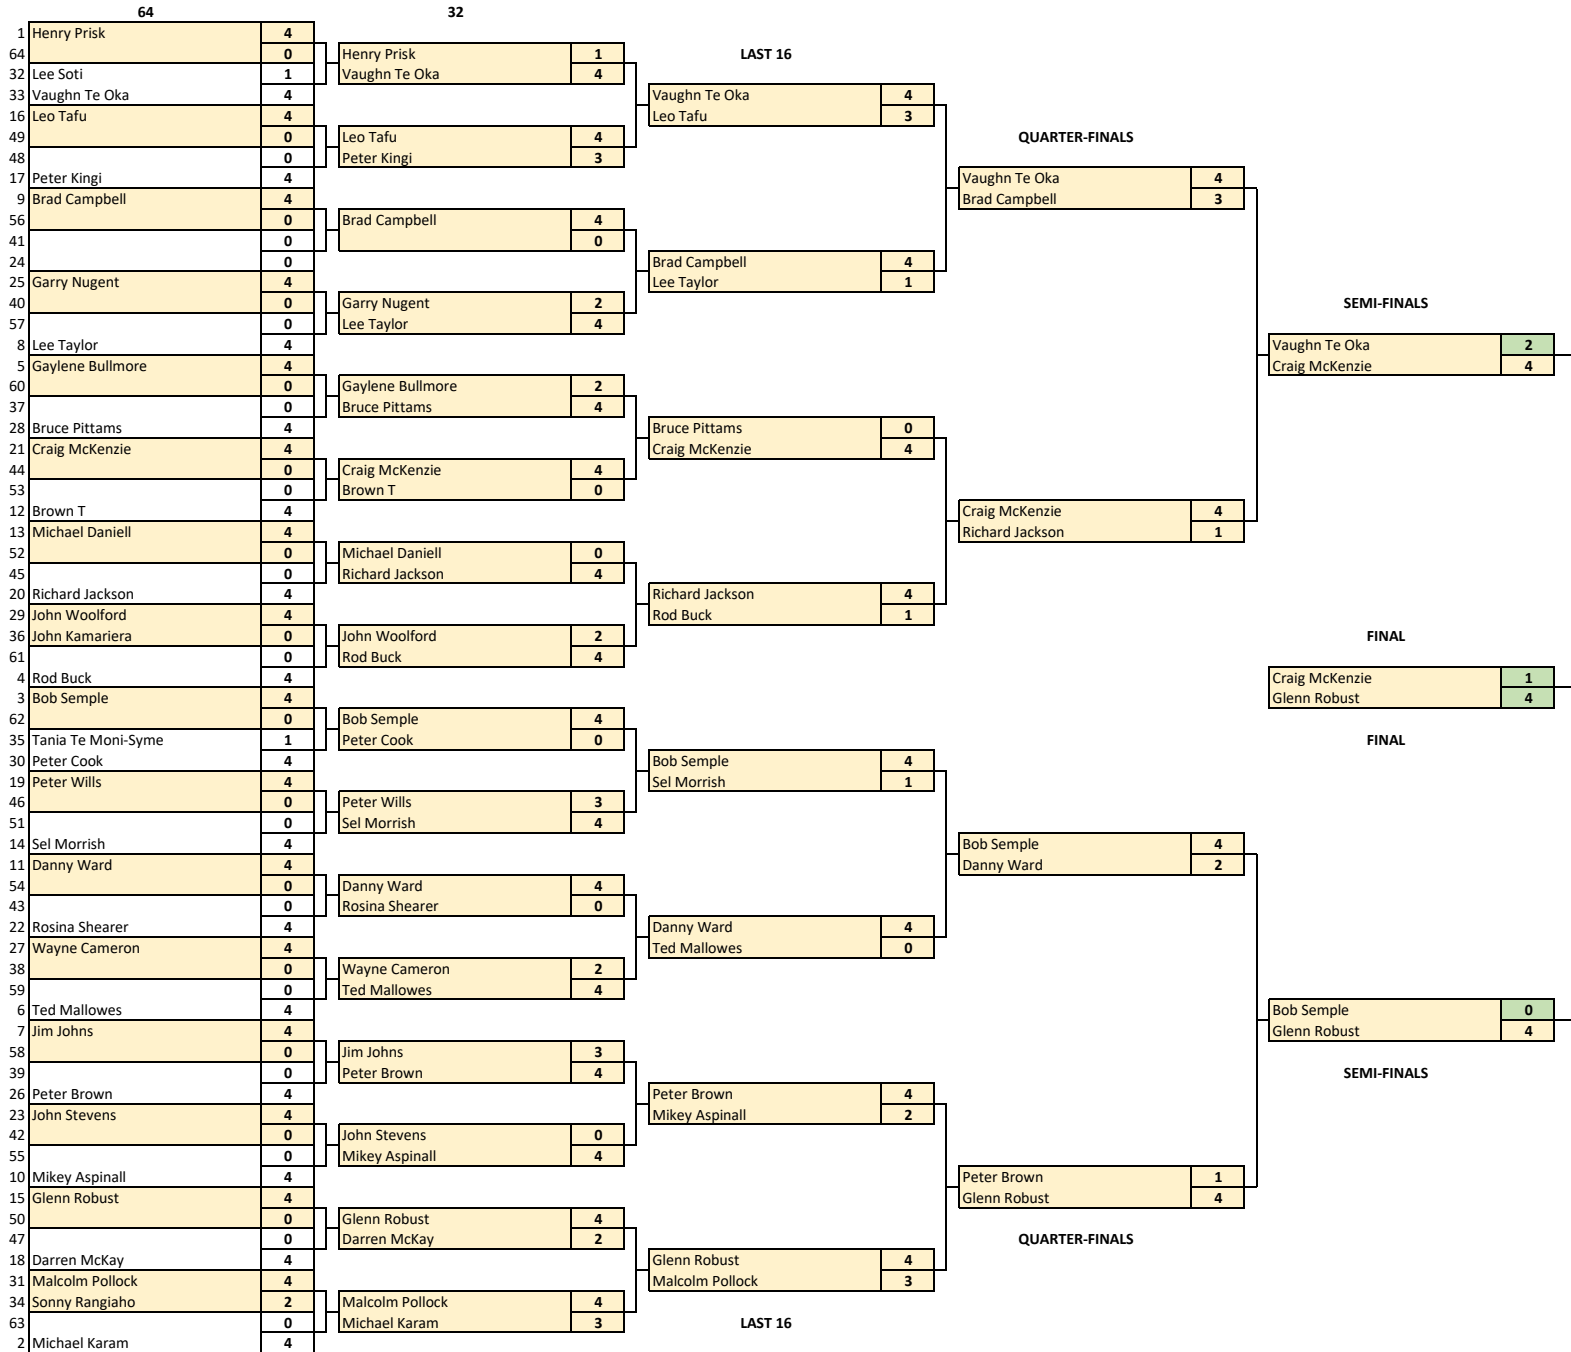 64 32
1 Henry Prisk 4
64 0 Henry Prisk 1 LAST 16
32 Lee Soti 1 Vaughn Te Oka 4
33 Vaughn Te Oka 4 Vaughn Te Oka 4
16 Leo Tafu 4 Leo Tafu 3
49 0 Leo Tafu 4 QUARTER-FINALS
48 0 Peter Kingi 3
17 Peter Kingi 4 Vaughn Te Oka 4
9 Brad Campbell 4 Brad Campbell 3
56 0 Brad Campbell 4
41 0 0
24 0 Brad Campbell 4
25 Garry Nugent 4 Lee Taylor 1
40 0 Garry Nugent 2 SEMI-FINALS
57 0 Lee Taylor 4
8 Lee Taylor 4 Vaughn Te Oka 2
5 Gaylene Bullmore 4 Craig McKenzie 4
60 0 Gaylene Bullmore 2
37 0 Bruce Pittams 4
28 Bruce Pittams 4 Bruce Pittams 0
21 Craig McKenzie 4 Craig McKenzie 4
44 0 Craig McKenzie 4
53 0 Brown T 0
12 Brown T 4 Craig McKenzie 4
13 Michael Daniell 4 Richard Jackson 1
52 0 Michael Daniell 0
45 0 Richard Jackson 4
20 Richard Jackson 4 Richard Jackson 4
29 John Woolford 4 Rod Buck 1
36 John Kamariera 0 John Woolford 2 FINAL
61 0 Rod Buck 4
4 Rod Buck 4 Craig McKenzie 1
3 Bob Semple 4 Glenn Robust 4
62 0 Bob Semple 4
35 Tania Te Moni-Syme 1 Peter Cook 0 FINAL
30 Peter Cook 4 Bob Semple 4
19 Peter Wills 4 Sel Morrish 1
46 0 Peter Wills 3
51 0 Sel Morrish 4
14 Sel Morrish 4 Bob Semple 4
11 Danny Ward 4 Danny Ward 2
54 0 Danny Ward 4
43 0 Rosina Shearer 0
22 Rosina Shearer 4 Danny Ward 4
27 Wayne Cameron 4 Ted Mallowes 0
38 0 Wayne Cameron 2
59 0 Ted Mallowes 4
6 Ted Mallowes 4 Bob Semple 0
7 Jim Johns 4 Glenn Robust 4
58 0 Jim Johns 3
39 0 Peter Brown 4 SEMI-FINALS
26 Peter Brown 4 Peter Brown 4
23 John Stevens 4 Mikey Aspinall 2
42 0 John Stevens 0
55 0 Mikey Aspinall 4
10 Mikey Aspinall 4 Peter Brown 1
15 Glenn Robust 4 Glenn Robust 4
50 0 Glenn Robust 4
47 0 Darren McKay 2 QUARTER-FINALS
18 Darren McKay 4 Glenn Robust 4
31 Malcolm Pollock 4 Malcolm Pollock 3
34 Sonny Rangiaho 2 Malcolm Pollock 4
63 0 Michael Karam 3 LAST 16
2 Michael Karam 4